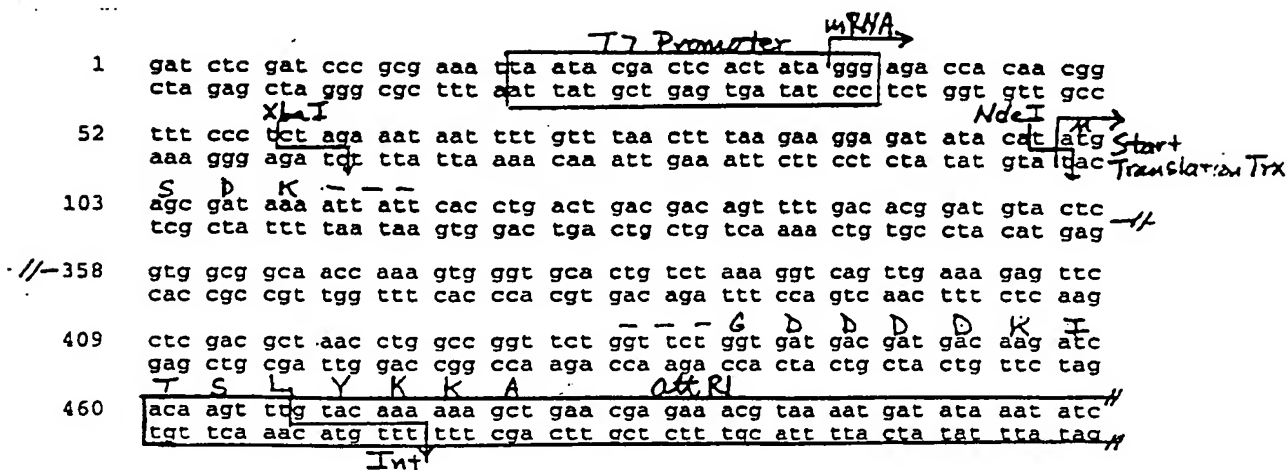 T7 Promoter mRNA
1 gat ctc gat ccc gcg aaa tta ata cga ctc act ata ggg aga cca caa cgg
cta gag cta ggg cgc ttt aat tat gct gag tga tat ccc tct ggt gtt gcc
XbaI NdeI M
52 ttt ccc tct aga aat aat ttt gtt taa ctt taa gaa gga gat ata cat atg Start
aaa ggg aga tct tta tta aaa caa att gaa att ctt cct cta tat gta tac Translation Trx
S D K - - -
103 agc gat aaa att att cac ctg act gac gac agt ttt gac acg gat gta ctc
tcg cta ttt taa taa gtg gac tga ctg ctg tca aaa ctg tgc cta cat gag -//-
-//- 358 gtg gcg gca acc aaa gtg ggt gca ctg tct aaa ggt cag ttg aaa gag ttc
cac cgc cgt tgg ttt cac cca cgt gac aga ttt cca gtc aac ttt ctc aag
- - - G D D D D K I
409 ctc gac gct aac ctg gcc ggt tct ggt tct ggt gat gac gat gac aag atc
gag ctg cga ttg gac cgg cca aga cca aga cca cta ctg cta ctg ttc tag
T S L Y K K A attR1
460 aca agt ttg tac aaa aaa gct gaa cga gaa acg taa aat gat ata aat atc //
tgt tca aac atg ttt ttt cga ctt gct ctt tgc att tta cta tat tta tag //
Int